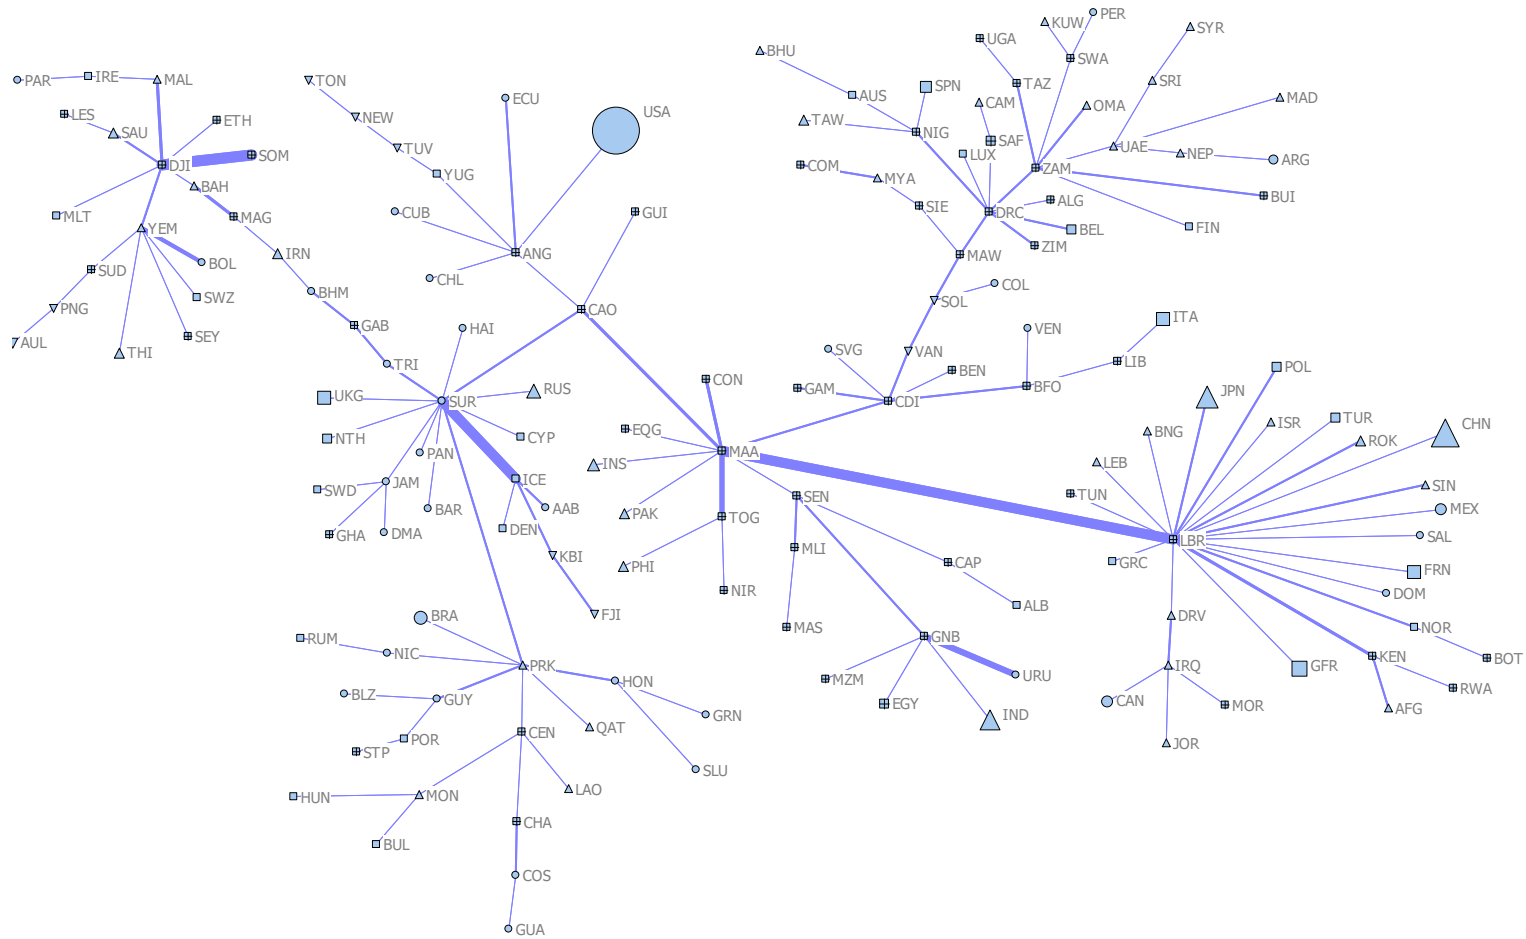 PER
KUW
SYR
UGA
BHU
SWA
PAR
IRE
MAL
TON
SPN
TAZ
SRI
ECU
AUS
CAM
OMA
MAD
USA
LES
NEW
TAW
ETH
SAU
NIG
SAF
TUV
UAE
NEP
SOM
LUX
ARG
DJI
COM
ZAM
YUG
MYA
BAH
BUI
ALG
MLT
MAG
CUB
GUI
SIE
DRC
YEM
BEL
FIN
ZIM
IRN
ANG
MAW
BOL
SUD
CHL
COL
BHM
SWZ
SOL
PNG
CAO
ITA
GAB
HAI
VEN
SEY
AUL
THI
SVG
VAN
TRI
LIB
POL
BEN
CON
GAM
BFO
RUS
JPN
UKG
SUR
CDI
TUR
ISR
CHN
EQG
BNG
NTH
CYP
ROK
PAN
MAA
INS
LEB
JAM
ICE
SIN
SWD
TUN
SEN
BAR
AAB
MEX
PAK
TOG
DEN
GHA
DMA
SAL
LBR
MLI
KBI
GRC
CAP
PHI
FRN
NIR
DOM
ALB
FJI
BRA
DRV
MAS
NOR
RUM
GNB
NIC
KEN
BOT
PRK
IRQ
GFR
HON
URU
MZM
RWA
BLZ
GUY
CAN
EGY
MOR
AFG
GRN
IND
QAT
CEN
POR
STP
JOR
SLU
LAO
HUN
MON
CHA
BUL
COS
GUA